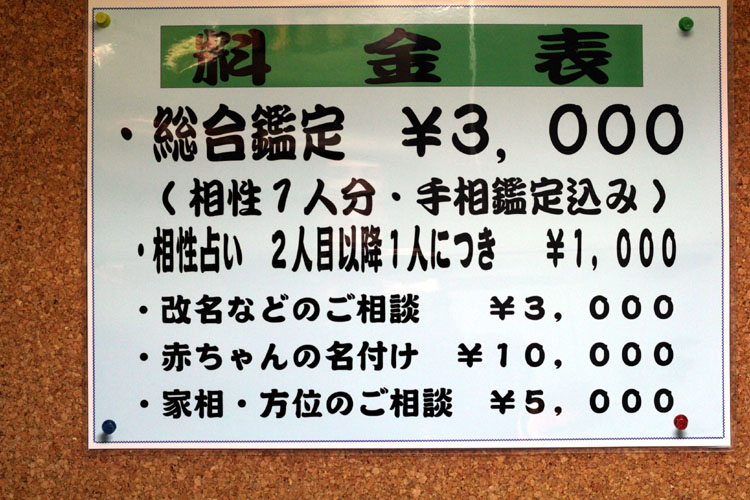 料金表
・総合鑑定 ￥3,000
(相性1人分・手相鑑定込み)
・相性占い 2人目以降1人につき ￥1,000
・改名などのご相談 ￥3,000
・赤ちゃんの名付け ￥10,000
・家相・方位のご相談 ￥5,000